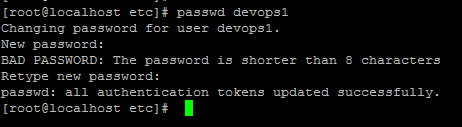 [root@localhost etc]# passwd devops1
Changing password for user devops1.
New password:
BAD PASSWORD: The password is shorter than 8 characters
Retype new password:
passwd: all authentication tokens updated successfully.
[root@localhost etc]#